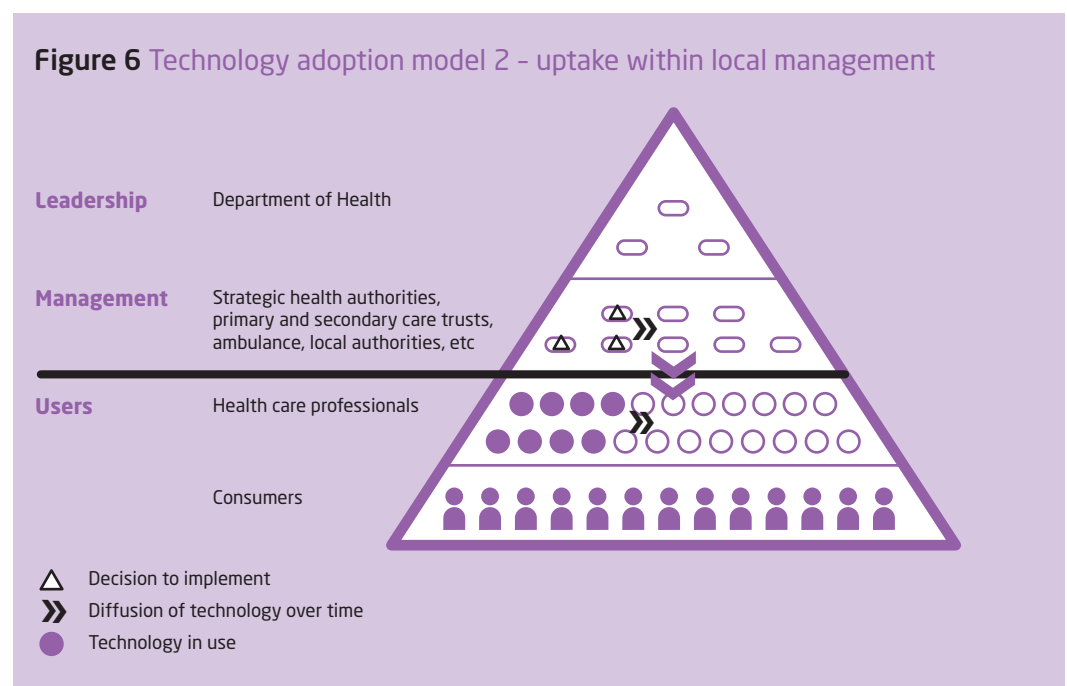 Figure 6 Technology adoption model 2 – uptake within local management
Leadership Department of Health
Management Strategic health authorities,
primary and secondary care trusts,
ambulance, local authorities, etc
Users Health care professionals
Consumers
Decision to implement
Diffusion of technology over time
Technology in use